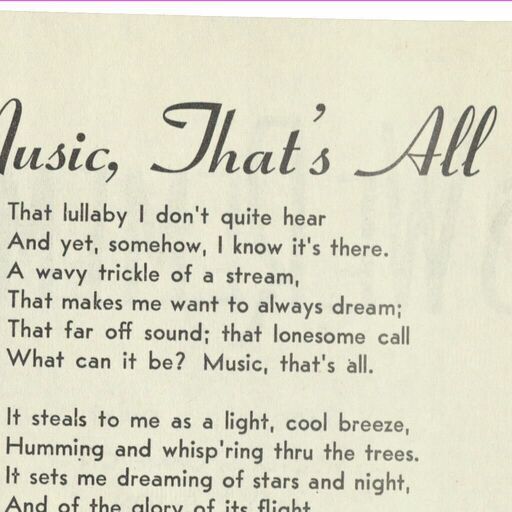 Music, That's All
That lullaby I don't quite hear
And yet, somehow, I know it's there.
A wavy trickle of a stream,
That makes me want to always dream;
That far off sound; that lonesome call
What can it be? Music, that's all.
It steals to me as a light, cool breeze,
Humming and whisp'ring thru the trees.
It sets me dreaming of stars and night,
And of the glory of its flight